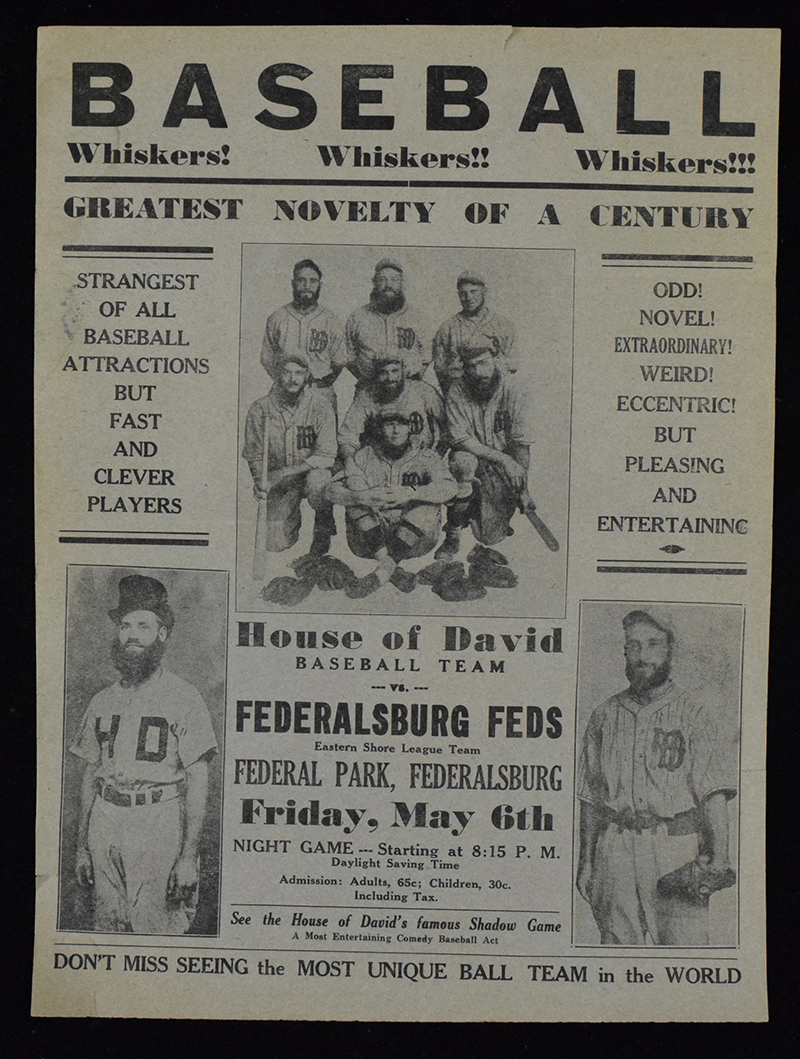 BASEBALL
Whiskers! Whiskers!! Whiskers!!!
GREATEST NOVELTY OF A CENTURY
STRANGEST
OF ALL
BASEBALL
ATTRACTIONS
BUT
FAST
AND
CLEVER
PLAYERS
ODD!
NOVEL!
EXTRAORDINARY!
WEIRD!
ECCENTRIC!
BUT
PLEASING
AND
ENTERTAINING
HD
House of David
BASEBALL TEAM
--- vs. ---
FEDERALSBURG FEDS
Eastern Shore League Team
FEDERAL PARK, FEDERALSBURG
Friday, May 6th
NIGHT GAME --- Starting at 8:15 P. M.
Daylight Saving Time
Admission: Adults, 65c; Children, 30c.
Including Tax.
See the House of David's famous Shadow Game
A Most Entertaining Comedy Baseball Act
DON'T MISS SEEING the MOST UNIQUE BALL TEAM in the WORLD